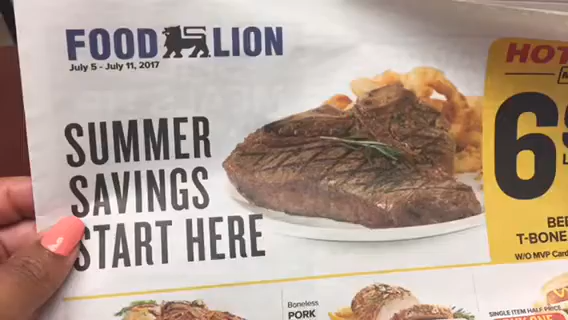 FOOD LION
July 5 - July 11, 2017
SUMMER
SAVINGS
START HERE
HOT
6
T-BONE
W/O MVP Card
Boneless
PORK
SINGLE ITEM HALF PRICE